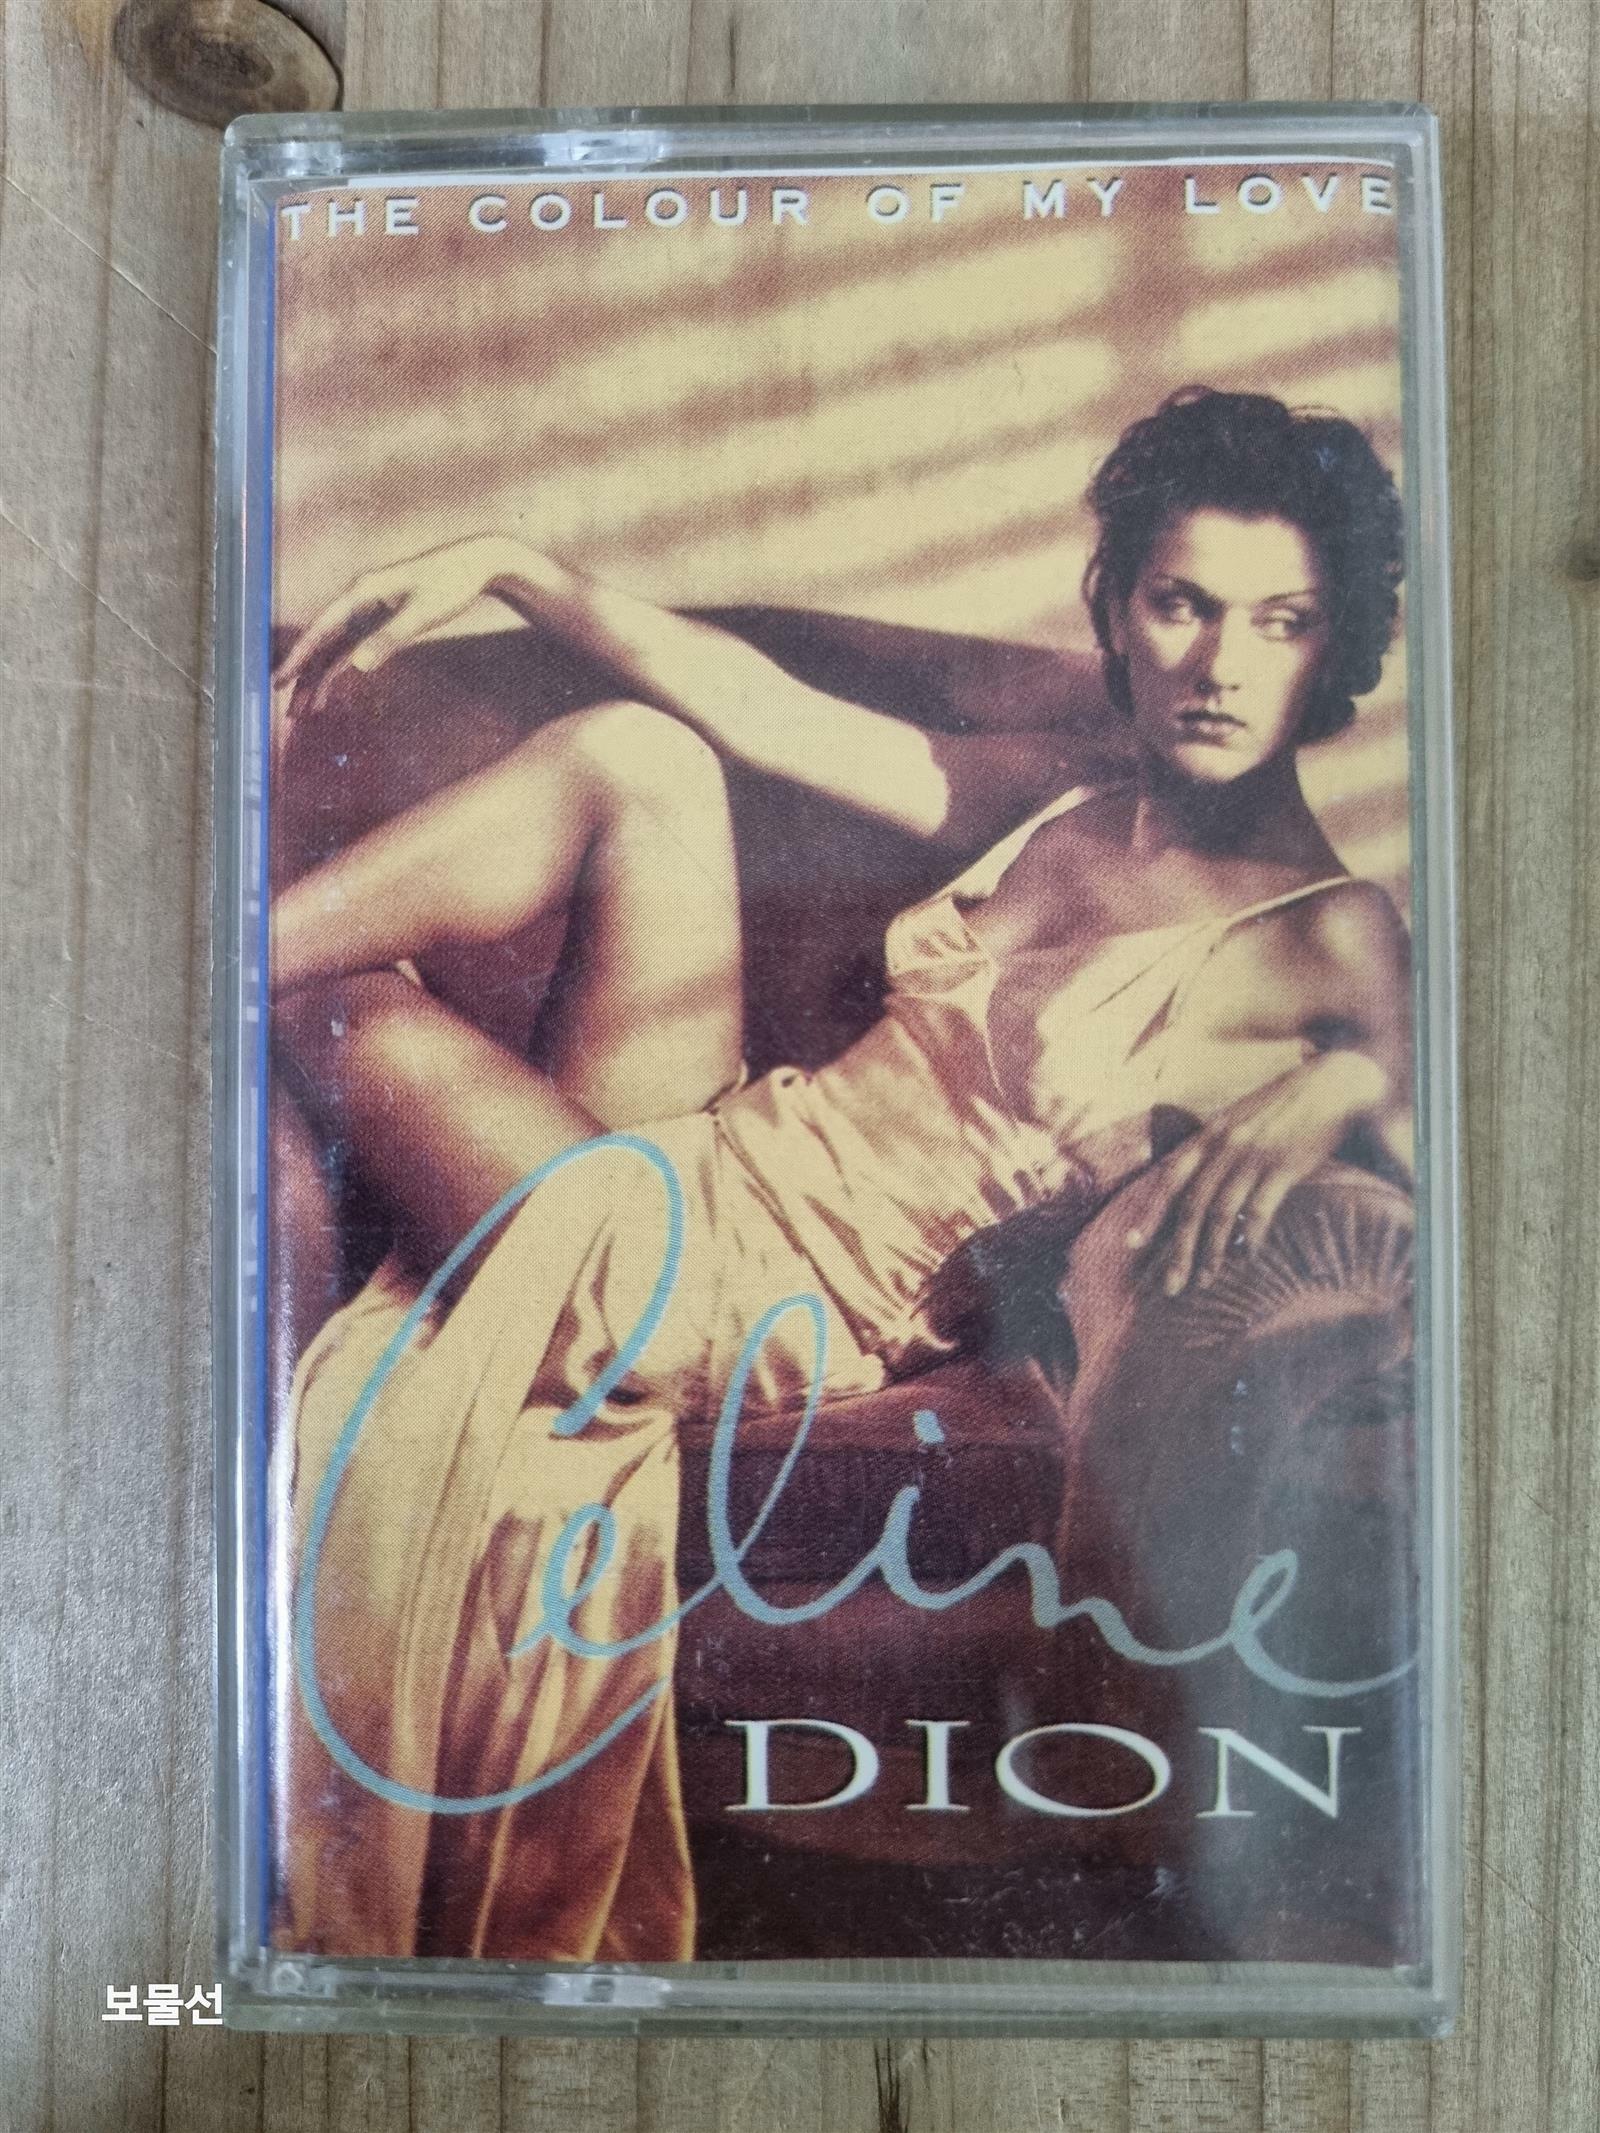 THE COLOUR OF MY LOVE
Celine
DION
보물선